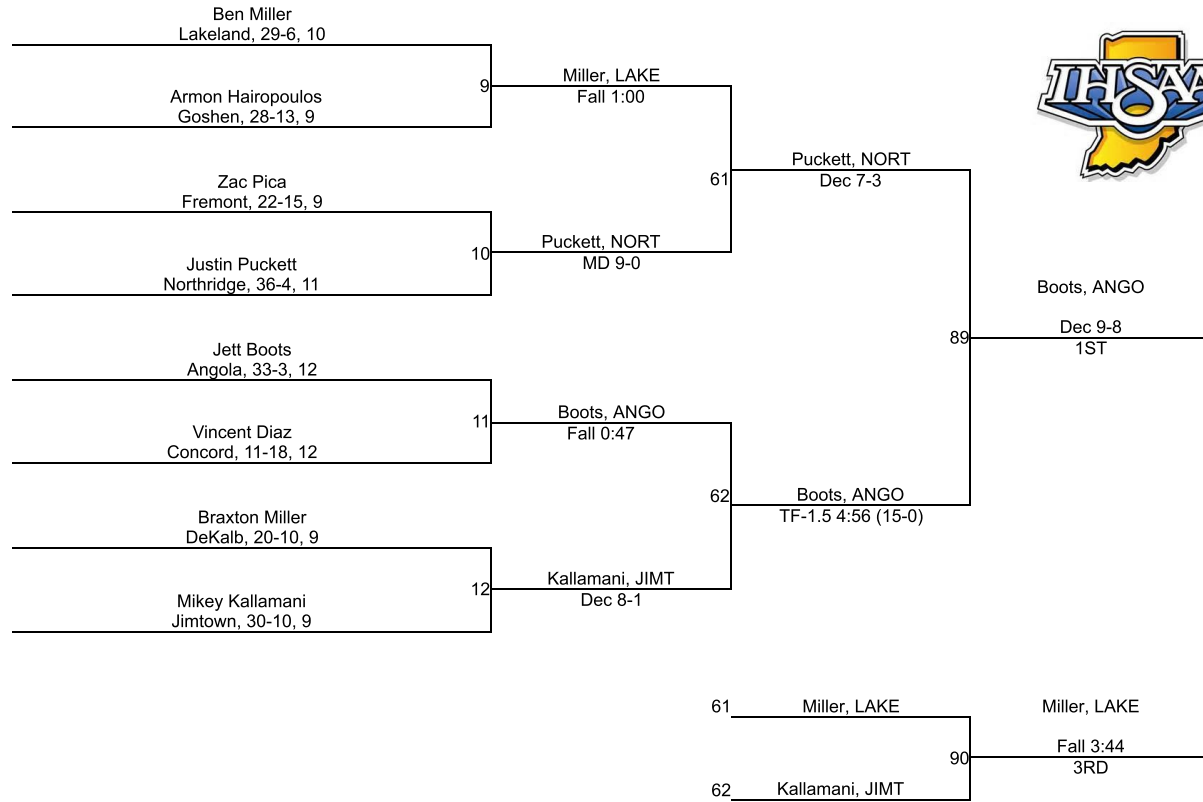 Ben Miller
Lakeland, 29-6, 10
Armon Hairopoulos
Goshen, 28-13, 9
9
Miller, LAKE
Fall 1:00
Zac Pica
Fremont, 22-15, 9
Justin Puckett
Northridge, 36-4, 11
10
Puckett, NORT
MD 9-0
61
Puckett, NORT
Dec 7-3
Jett Boots
Angola, 33-3, 12
Vincent Diaz
Concord, 11-18, 12
11
Boots, ANGO
Fall 0:47
Braxton Miller
DeKalb, 20-10, 9
Mikey Kallamani
Jimtown, 30-10, 9
12
Kallamani, JIMT
Dec 8-1
62
Boots, ANGO
TF-1.5 4:56 (15-0)
89
Boots, ANGO
Dec 9-8
1ST
61
Miller, LAKE
62
Kallamani, JIMT
90
Miller, LAKE
Fall 3:44
3RD
IHSAA